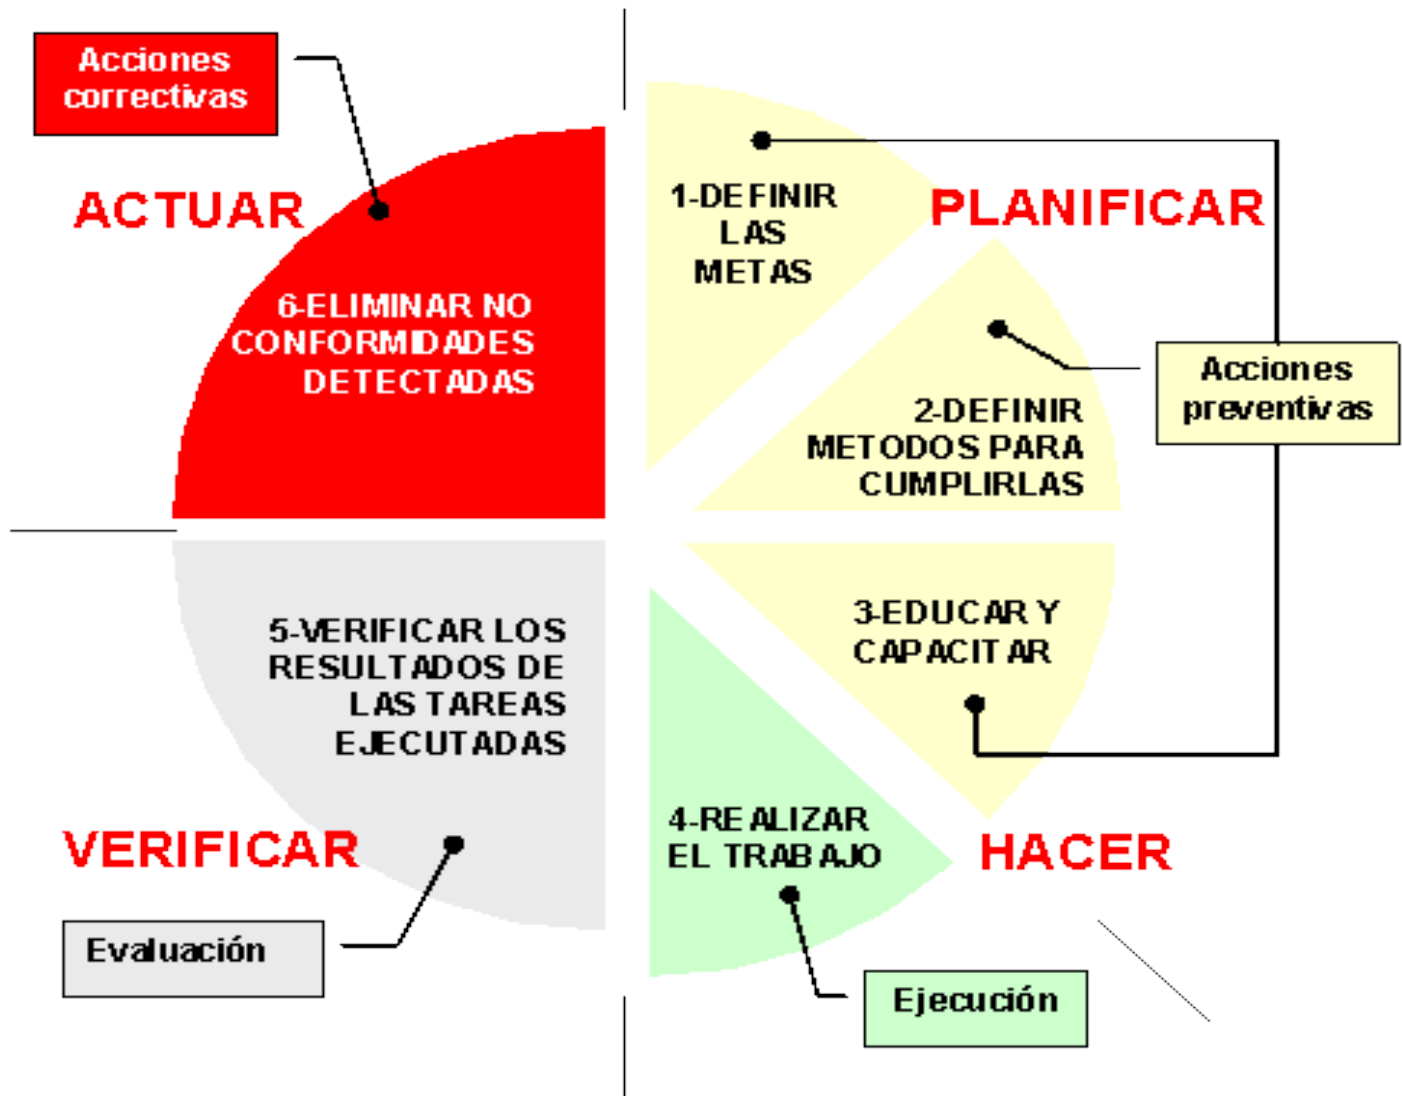 Acciones
correctivas
ACTUAR
6-ELIMINAR NO
CONFORMIDADES
DETECTADAS
1-DEFINIR
LAS
METAS
PLANIFICAR
2-DEFINIR
METODOS PARA
CUMPLIRLAS
Acciones
preventivas
3-EDUCAR Y
CAPACITAR
HACER
4-REALIZAR
EL TRABAJO
Ejecución
5-VERIFICAR LOS
RESULTADOS DE
LAS TAREAS
EJECUTADAS
VERIFICAR
Evaluación